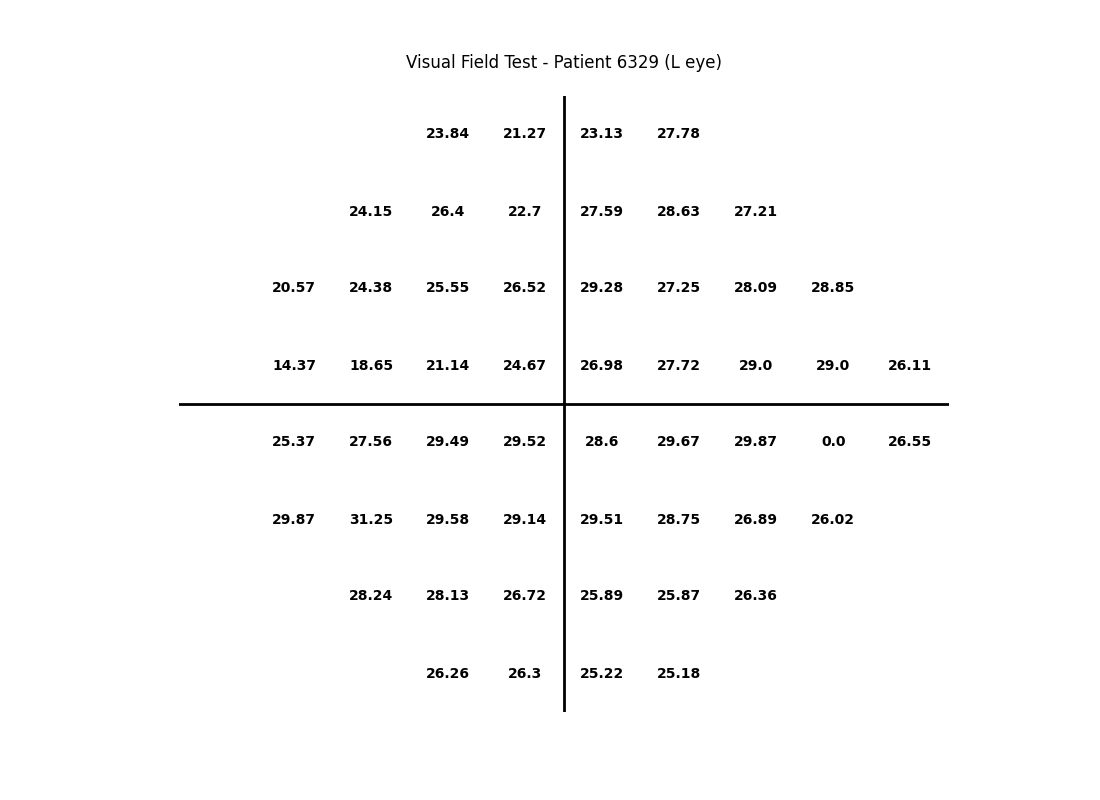 Visual Field Test - Patient 6329 (L eye)
23.84 21.27 23.13 27.78
24.15 26.4 22.7 27.59 28.63 27.21
20.57 24.38 25.55 26.52 29.28 27.25 28.09 28.85
14.37 18.65 21.14 24.67 26.98 27.72 29.0 29.0 26.11
25.37 27.56 29.49 29.52 28.6 29.67 29.87 0.0 26.55
29.87 31.25 29.58 29.14 29.51 28.75 26.89 26.02
28.24 28.13 26.72 25.89 25.87 26.36
26.26 26.3 25.22 25.18